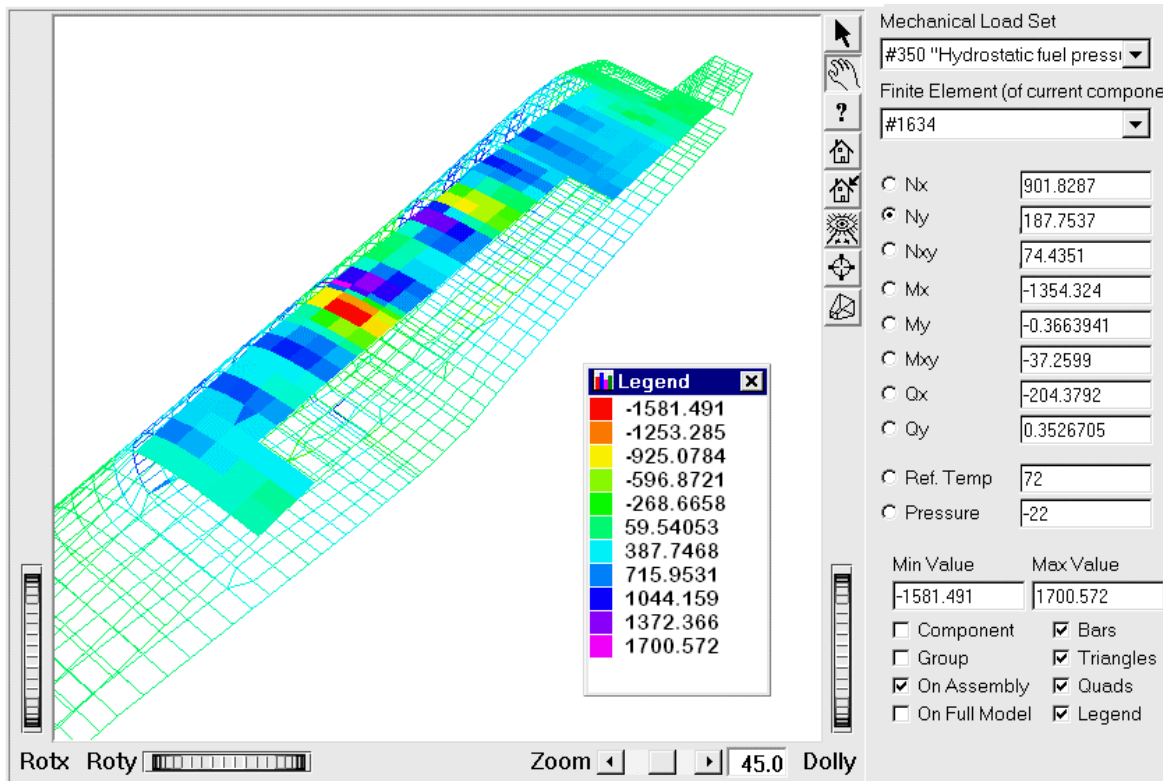 Mechanical Load Set
#350 "Hydrostatic fuel pressu
Finite Element (of current compone
#1634
?
Nx 901.8287
Ny 187.7537
Nxy 74.4351
Mx -1354.324
My -0.3663941
Mxy -37.2599
Qx -204.3792
Qy 0.3526705
Ref. Temp 72
Pressure -22
Legend
-1581.491
-1253.285
-925.0784
-596.8721
-268.6658
59.54053
387.7468
715.9531
1044.159
1372.366
1700.572
Min Value Max Value
-1581.491 1700.572
Component Bars
Group Triangles
On Assembly Quads
On Full Model Legend
Rotx Roty Zoom 45.0 Dolly